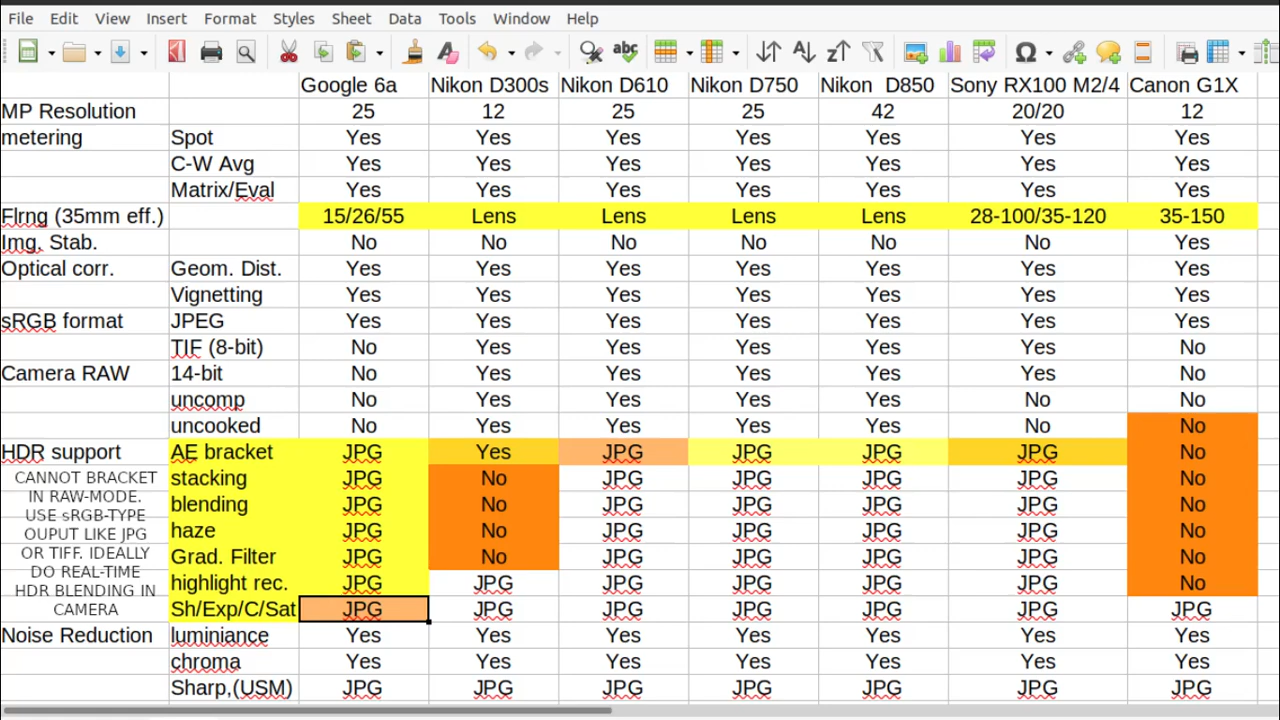 File Edit View Insert Format Styles Sheet Data Tools Window Help
Google 6a Nikon D300s Nikon D610 Nikon D750 Nikon D850 Sony RX100 M2/4 Canon G1X
MP Resolution 25 12 25 25 42 20/20 12
metering Spot Yes Yes Yes Yes Yes Yes Yes
C-W Avg Yes Yes Yes Yes Yes Yes Yes
Matrix/Eval Yes Yes Yes Yes Yes Yes Yes
Flrng (35mm eff.) 15/26/55 Lens Lens Lens Lens 28-100/35-120 35-150
Img. Stab. No No No No No No Yes
Optical corr. Geom. Dist. Yes Yes Yes Yes Yes Yes Yes
Vignetting Yes Yes Yes Yes Yes Yes Yes
sRGB format JPEG Yes Yes Yes Yes Yes Yes Yes
TIF (8-bit) No Yes Yes Yes Yes Yes No
Camera RAW 14-bit No Yes Yes Yes Yes Yes No
uncomp No Yes Yes Yes Yes No No
uncooked No Yes Yes Yes Yes No No
HDR support AE bracket JPG Yes JPG JPG JPG JPG No
CANNOT BRACKET stacking JPG No JPG JPG JPG JPG No
IN RAW-MODE.
USE sRGB-TYPE blending JPG No JPG JPG JPG JPG No
OUPUT LIKE JPG haze JPG No JPG JPG JPG JPG No
OR TIFF. IDEALLY Grad. Filter JPG No JPG JPG JPG JPG No
DO REAL-TIME
HDR BLENDING IN highlight rec. JPG JPG JPG JPG JPG JPG No
CAMERA Sh/Exp/C/Sat JPG JPG JPG JPG JPG JPG JPG
Noise Reduction luminiance Yes Yes Yes Yes Yes Yes Yes
chroma Yes Yes Yes Yes Yes Yes Yes
Sharp,(USM) JPG JPG JPG JPG JPG JPG JPG